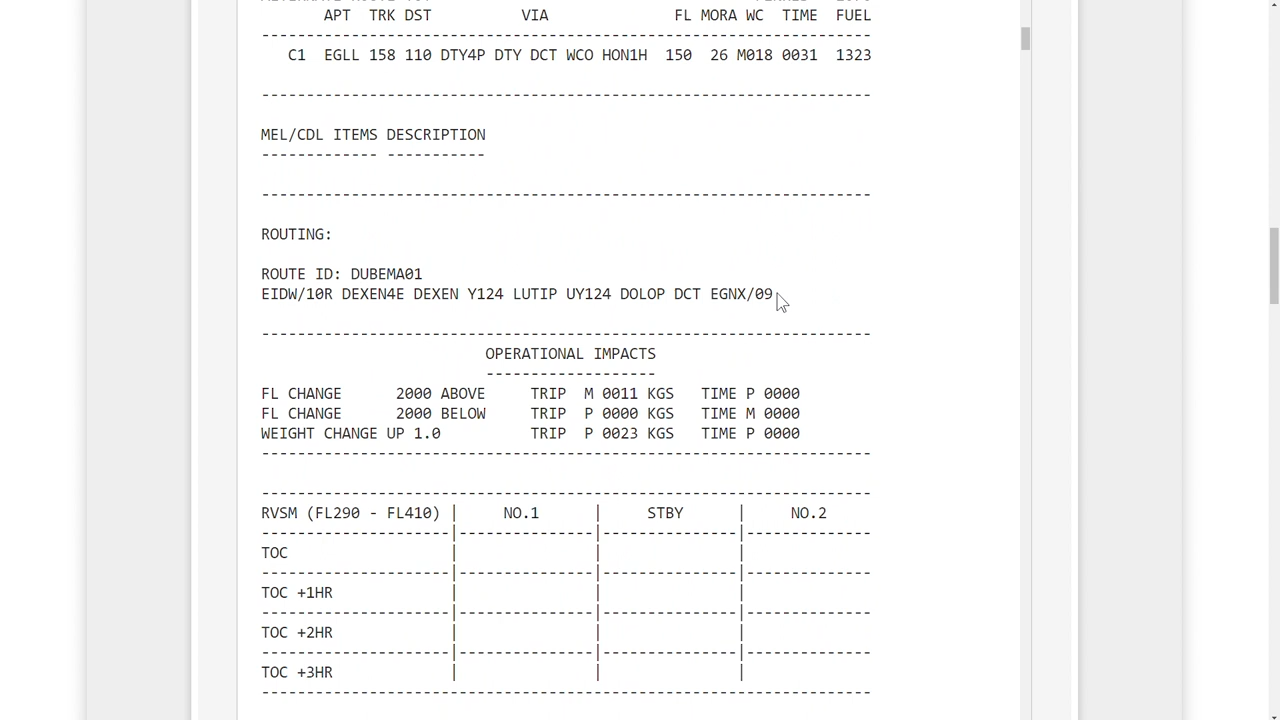 APT TRK DST VIA FL MORA WC TIME FUEL
--------------------------------------------------------------------
C1 EGLL 158 110 DTY4P DTY DCT WCO HON1H 150 26 M018 0031 1323
--------------------------------------------------------------------
MEL/CDL ITEMS DESCRIPTION
------------- -----------
--------------------------------------------------------------------
ROUTING:
ROUTE ID: DUBEMA01
EIDW/10R DEXEN4E DEXEN Y124 LUTIP UY124 DOLOP DCT EGNX/09
--------------------------------------------------------------------
OPERATIONAL IMPACTS
-------------------
FL CHANGE 2000 ABOVE TRIP M 0011 KGS TIME P 0000
FL CHANGE 2000 BELOW TRIP P 0000 KGS TIME M 0000
WEIGHT CHANGE UP 1.0 TRIP P 0023 KGS TIME P 0000
--------------------------------------------------------------------
--------------------------------------------------------------------
RVSM (FL290 - FL410) | NO.1 | STBY | NO.2
---------------------|---------------|---------------|--------------
TOC | | |
---------------------|---------------|---------------|--------------
TOC +1HR | | |
---------------------|---------------|---------------|--------------
TOC +2HR | | |
---------------------|---------------|---------------|--------------
TOC +3HR | | |
--------------------------------------------------------------------